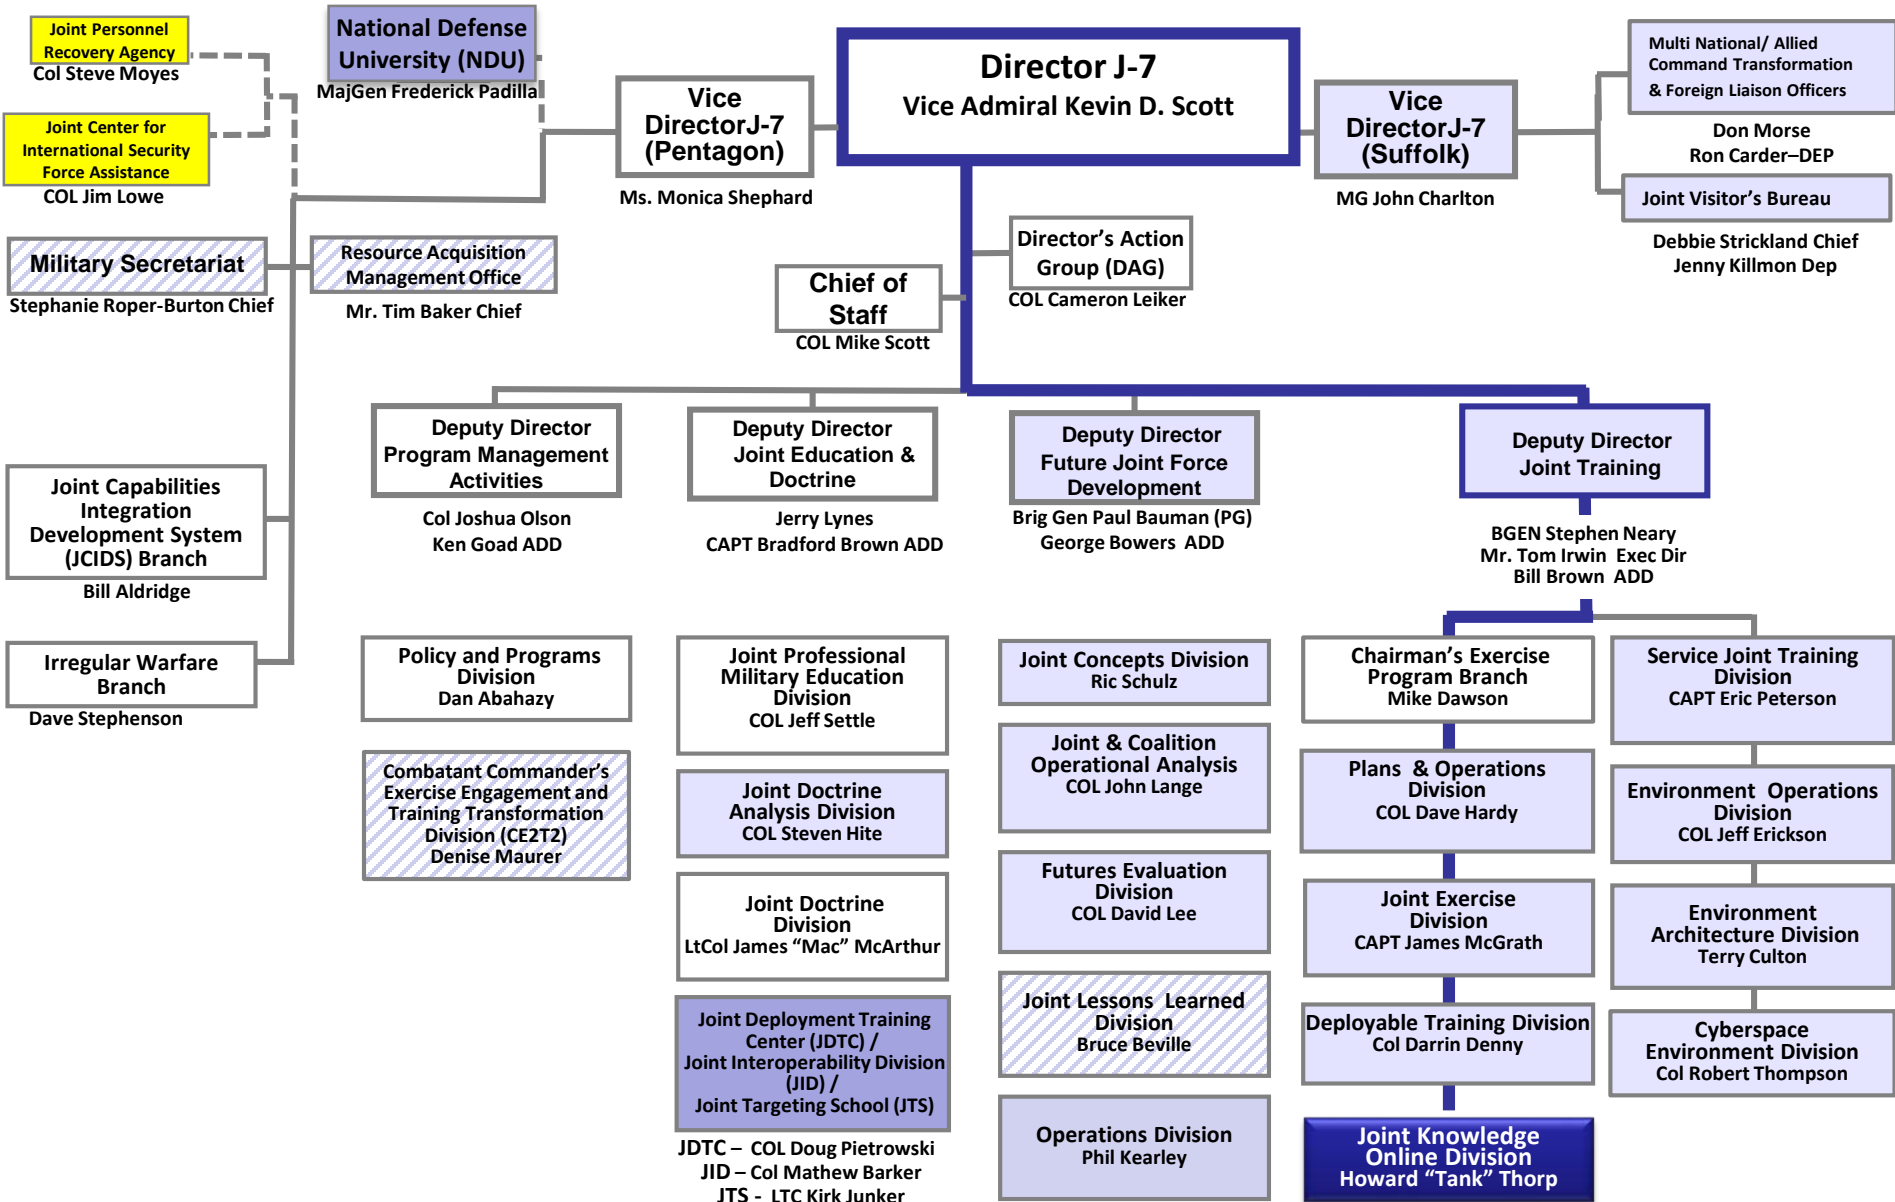 Joint Personnel
Recovery Agency
Col Steve Moyes
Joint Center for
International Security
Force Assistance
COL Jim Lowe
National Defense
University (NDU)
MajGen Frederick Padilla
Vice
DirectorJ-7
(Pentagon)
Ms. Monica Shephard
Director J-7
Vice Admiral Kevin D. Scott
Vice
DirectorJ-7
(Suffolk)
MG John Charlton
Multi National/ Allied
Command Transformation
& Foreign Liaison Officers
Don Morse
Ron Carder–DEP
Joint Visitor's Bureau
Debbie Strickland Chief
Jenny Killmon Dep
Military Secretariat
Stephanie Roper-Burton Chief
Resource Acquisition
Management Office
Mr. Tim Baker Chief
Director's Action
Group (DAG)
COL Cameron Leiker
Chief of
Staff
COL Mike Scott
Joint Capabilities
Integration
Development System
(JCIDS) Branch
Bill Aldridge
Irregular Warfare
Branch
Dave Stephenson
Deputy Director
Program Management
Activities
Col Joshua Olson
Ken Goad ADD
Policy and Programs
Division
Dan Abahazy
Combatant Commander's
Exercise Engagement and
Training Transformation
Division (CE2T2)
Denise Maurer
Deputy Director
Joint Education &
Doctrine
Jerry Lynes
CAPT Bradford Brown ADD
Joint Professional
Military Education
Division
COL Jeff Settle
Joint Doctrine
Analysis Division
COL Steven Hite
Joint Doctrine
Division
LtCol James “Mac” McArthur
Joint Deployment Training
Center (JDTC) /
Joint Interoperability Division
(JID) /
Joint Targeting School (JTS)
JDTC – COL Doug Pietrowski
JID – Col Mathew Barker
JTS - LTC Kirk Junker
Deputy Director
Future Joint Force
Development
Brig Gen Paul Bauman (PG)
George Bowers ADD
Joint Concepts Division
Ric Schulz
Joint & Coalition
Operational Analysis
COL John Lange
Futures Evaluation
Division
COL David Lee
Joint Lessons Learned
Division
Bruce Beville
Operations Division
Phil Kearley
Deputy Director
Joint Training
BGEN Stephen Neary
Mr. Tom Irwin Exec Dir
Bill Brown ADD
Chairman's Exercise
Program Branch
Mike Dawson
Plans & Operations
Division
COL Dave Hardy
Joint Exercise
Division
CAPT James McGrath
Deployable Training Division
Col Darrin Denny
Joint Knowledge
Online Division
Howard “Tank” Thorp
Service Joint Training
Division
CAPT Eric Peterson
Environment Operations
Division
COL Jeff Erickson
Environment
Architecture Division
Terry Culton
Cyberspace
Environment Division
Col Robert Thompson